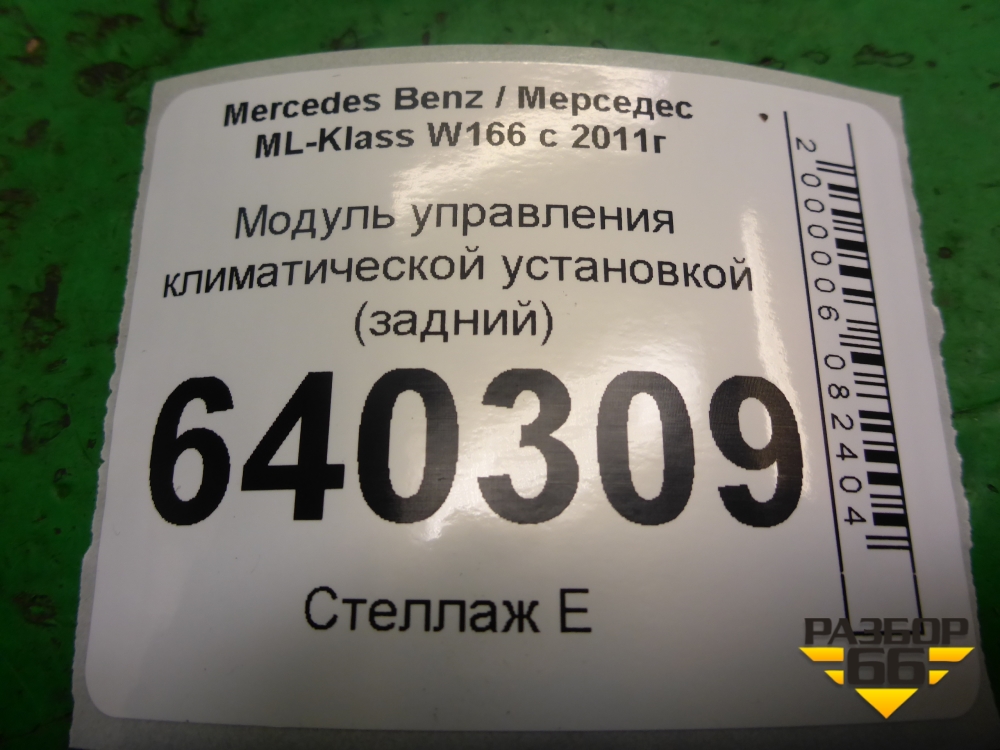 Mercedes Benz / Мерседес
ML-Klass W166 с 2011г
Модуль управления
климатической установкой
(задний)
640309
Стеллаж Е
2000006082404
РАЗБОР
66